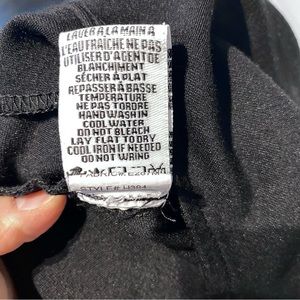 LAVER A LA MAIN A
L'EAU FRAICHE NE PAS
UTILISER D'AGENT DE
BLANCHIMENT
SÉCHER À PLAT
REPASSER À BASSE
TEMPERATURE
NE PAS TORDRE
HAND WASH IN
COOL WATER
DO NOT BLEACH
LAY FLAT TO DRY
COOL IRON IF NEEDED
DO NOT WRING
STYLE#